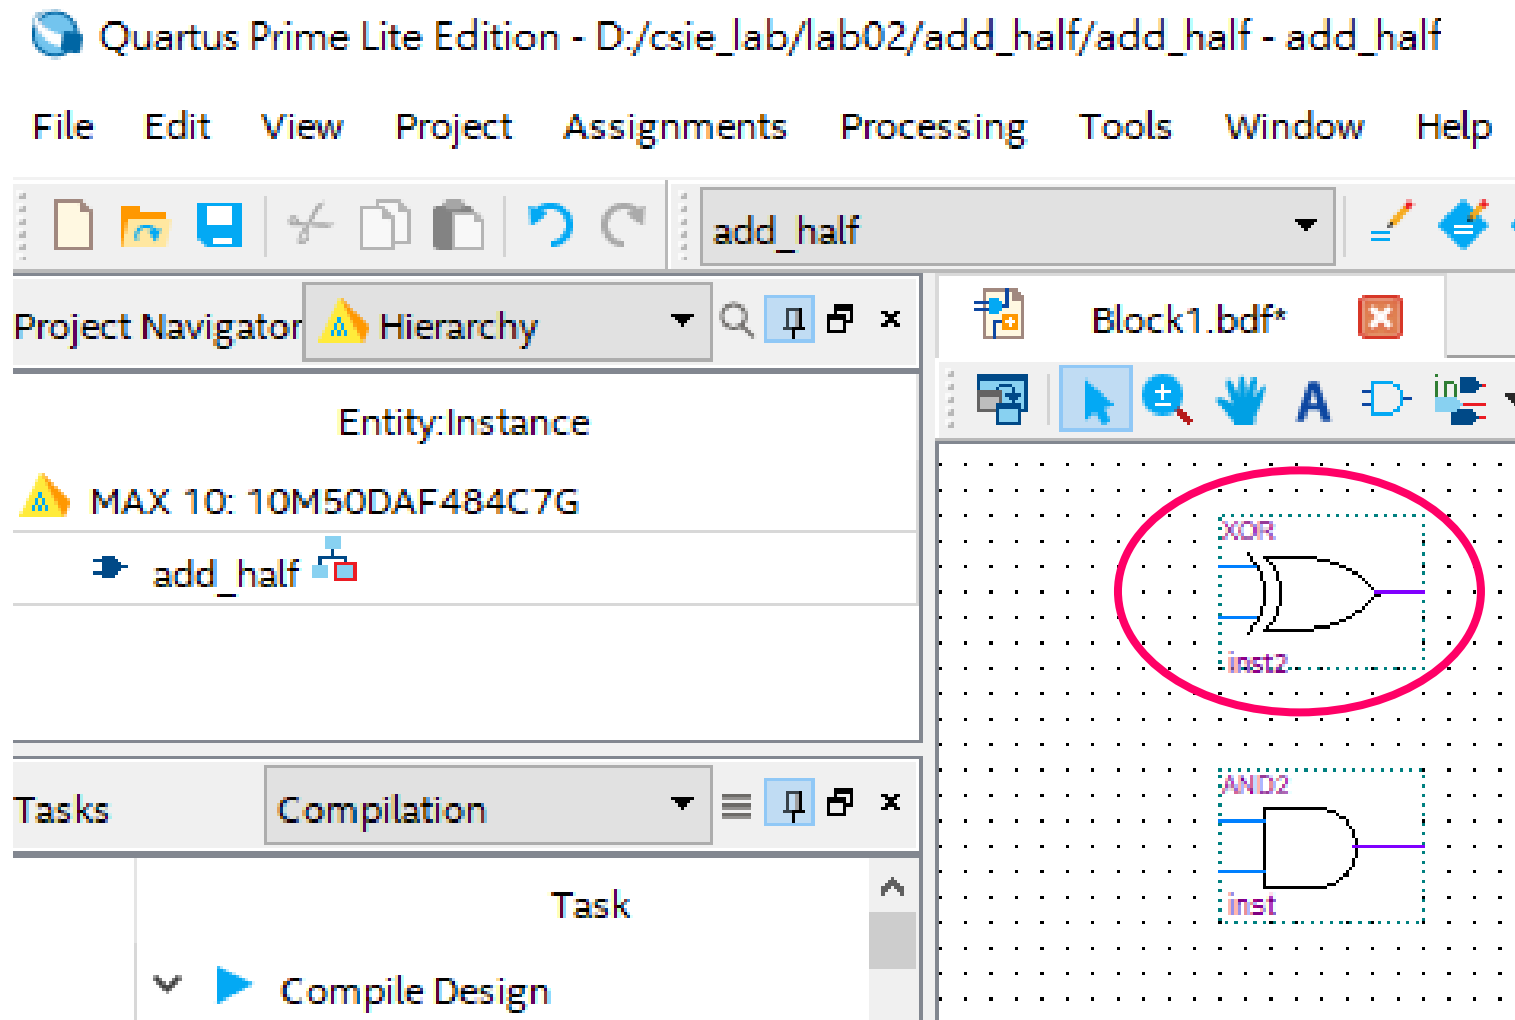 Quartus Prime Lite Edition - D:/csie_lab/lab02/add_half/add_half - add_half
File Edit View Project Assignments Processing Tools Window Help
add_half
Project Navigator Hierarchy
Entity:Instance
MAX 10: 10M50DAF484C7G
add_half
Tasks Compilation
Task
Compile Design
Block1.bdf*
A in
XOR
inst2
AND2
inst